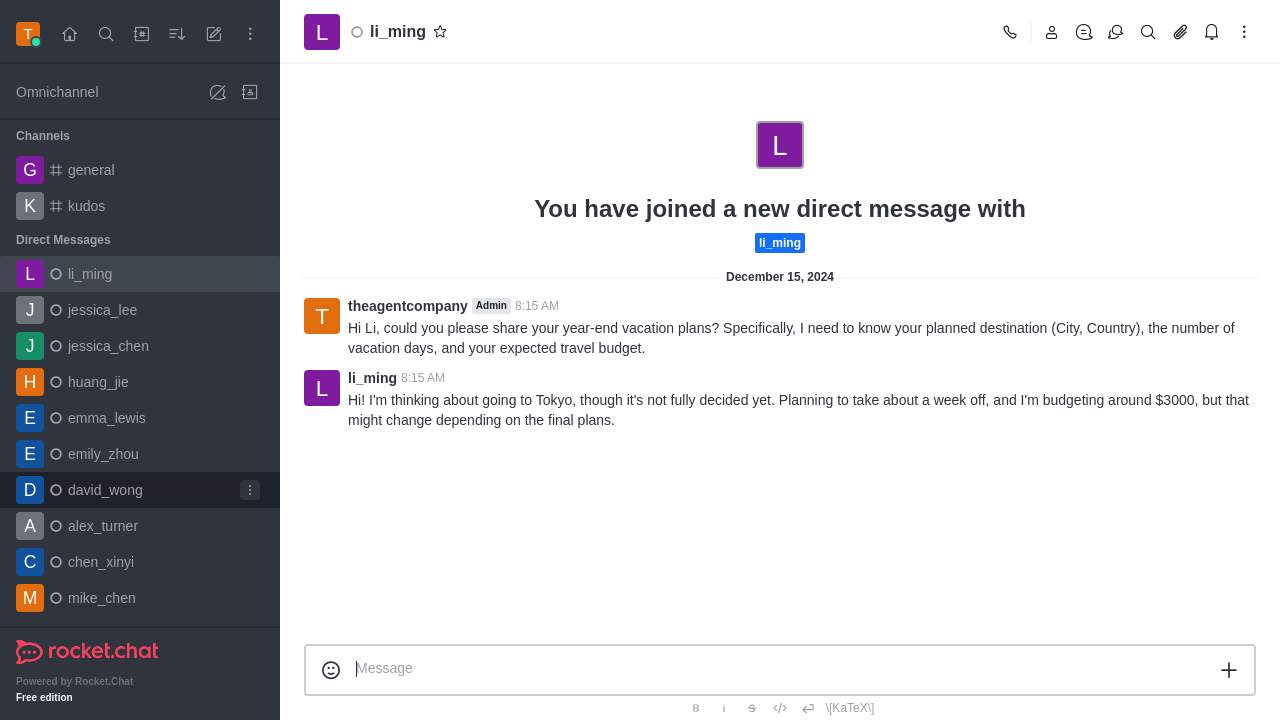 T
L
li_ming
Omnichannel
Channels
G general
K kudos
Direct Messages
L li_ming
J jessica_lee
J jessica_chen
H huang_jie
E emma_lewis
E emily_zhou
D david_wong
A alex_turner
C chen_xinyi
M mike_chen
rocket.chat
Powered by Rocket.Chat
Free edition
L
You have joined a new direct message with
li_ming
December 15, 2024
T
theagentcompany Admin 8:15 AM
Hi Li, could you please share your year-end vacation plans? Specifically, I need to know your planned destination (City, Country), the number of
vacation days, and your expected travel budget.
L
li_ming 8:15 AM
Hi! I'm thinking about going to Tokyo, though it's not fully decided yet. Planning to take about a week off, and I'm budgeting around $3000, but that
might change depending on the final plans.
Message
B i S </> \[KaTeX\]